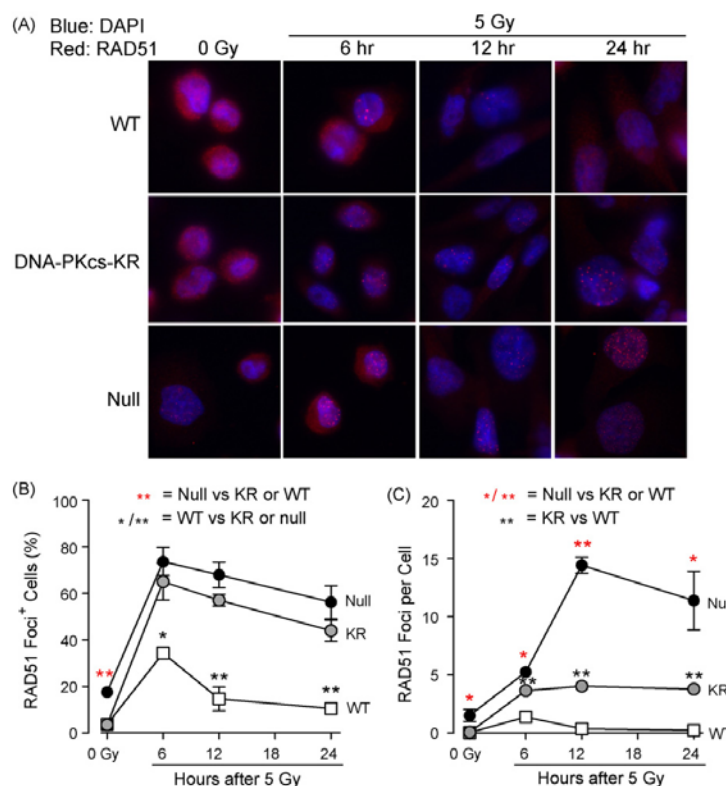 (A) Blue: DAPI
Red: RAD51
0 Gy
5 Gy
6 hr
12 hr
24 hr
WT
DNA-PKcs-KR
Null
(B)
** = Null vs KR or WT
*/** = WT vs KR or null
RAD51 Foci+ Cells (%)
100
80
60
40
20
0
**
*
**
**
Null
KR
WT
0 Gy
6
12
24
Hours after 5 Gy
(C)
*/** = Null vs KR or WT
** = KR vs WT
RAD51 Foci per Cell
20
15
10
5
0
*
*
**
*
**
**
**
Nu
KR
WT
0 Gy
6
12
24
Hours after 5 Gy